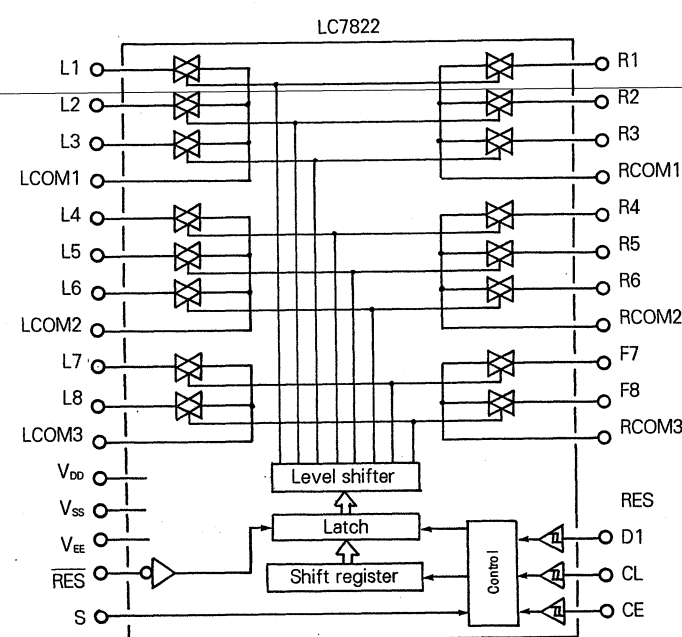 LC7822
L1
R1
L2
R2
L3
R3
LCOM1
RCOM1
L4
R4
L5
R5
L6
R6
LCOM2
RCOM2
L7
F7
L8
F8
LCOM3
RCOM3
VDD
Level shifter
VSS
RES
Latch
VEE
D1
RES
Shift register
Control
CL
S
CE